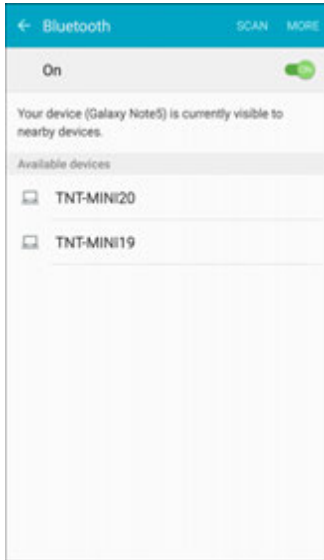 Bluetooth SCAN MORE
On ON
Your device (Galaxy Note5) is currently visible to
nearby devices.
Available devices
TNT-MINI20
TNT-MINI19